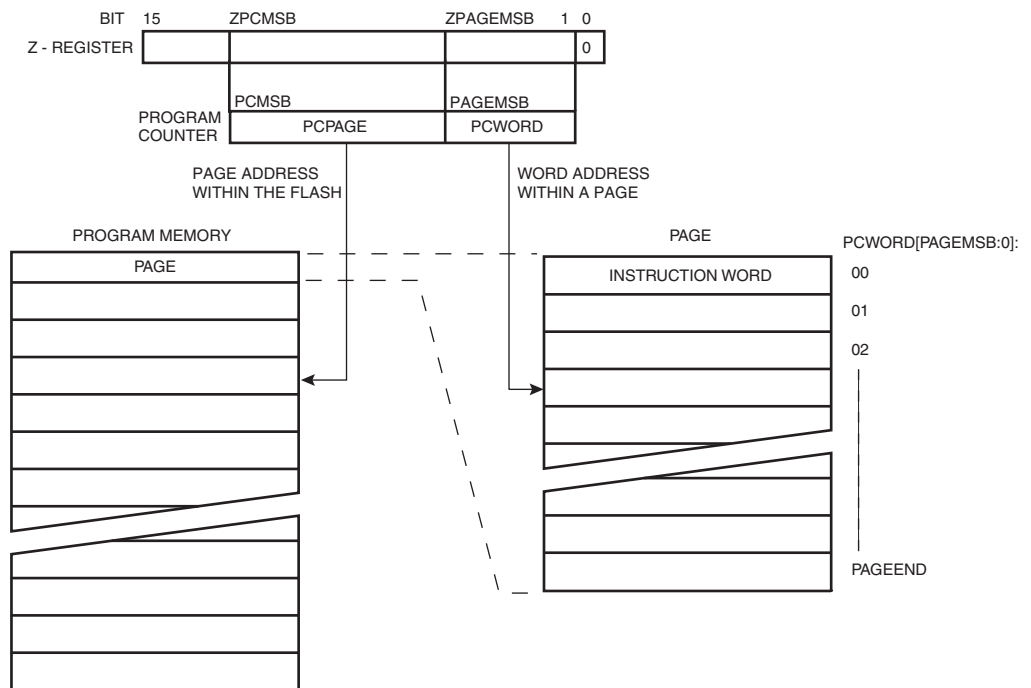 BIT 15 ZPCMSB ZPAGEMSB 1 0
Z - REGISTER 0
PCMSB PAGEMSB
PROGRAM
COUNTER
PCPAGE PCWORD
PAGE ADDRESS
WITHIN THE FLASH
WORD ADDRESS
WITHIN A PAGE
PROGRAM MEMORY
PAGE
PAGE
PCWORD[PAGEMSB:0]:
INSTRUCTION WORD
00
01
02
PAGEEND